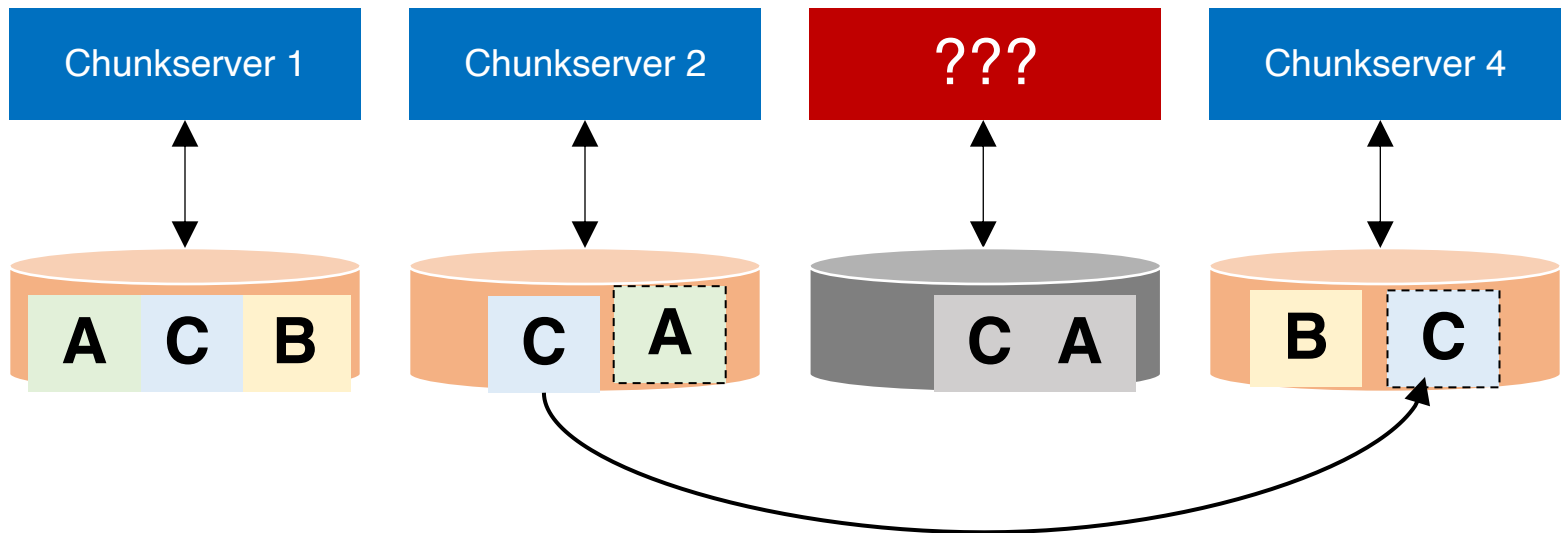 Chunkserver 1
Chunkserver 2
???
Chunkserver 4
A C B
C A
C A
B C